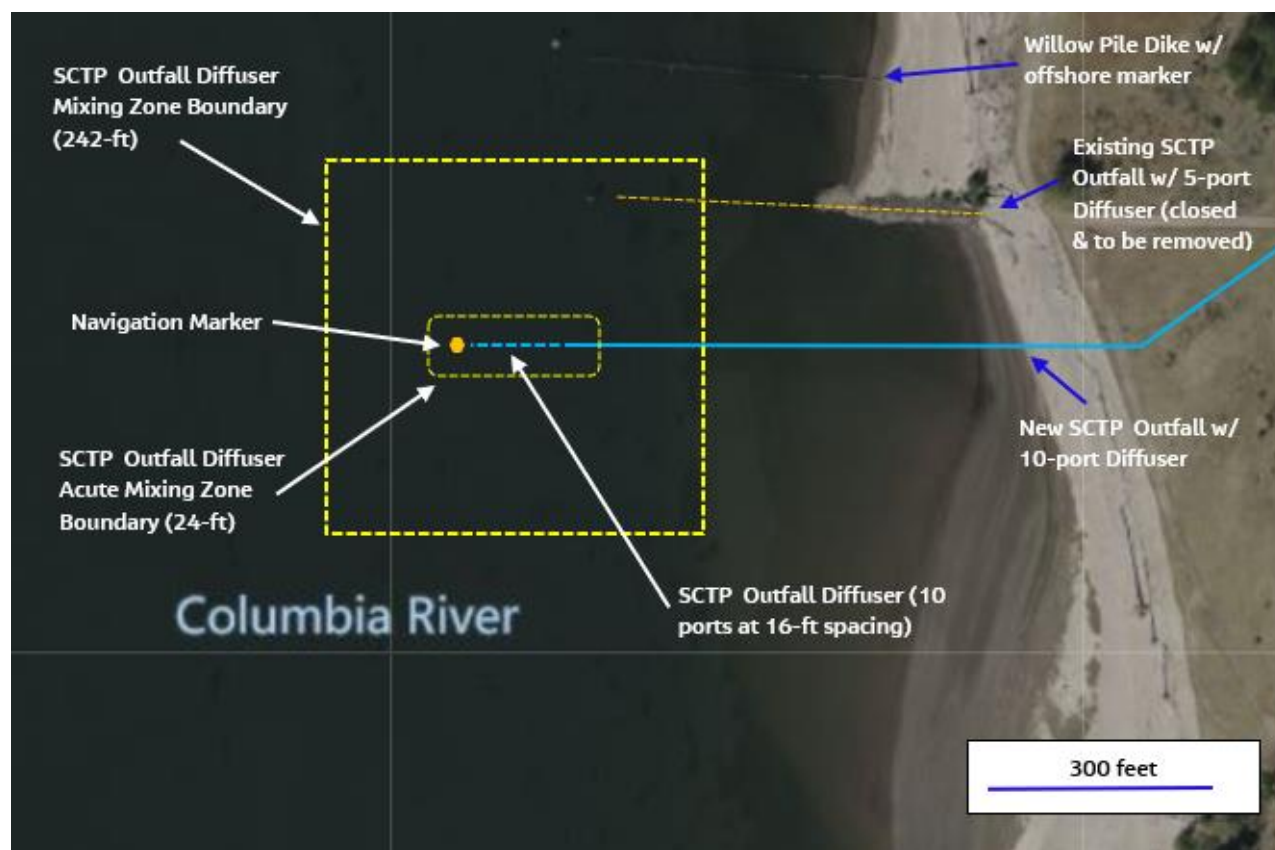 SCTP Outfall Diffuser
Mixing Zone Boundary
(242-ft)
Willow Pile Dike w/
offshore marker
Existing SCTP
Outfall w/ 5-port
Diffuser (closed
& to be removed)
Navigation Marker
New SCTP Outfall w/
10-port Diffuser
SCTP Outfall Diffuser
Acute Mixing Zone
Boundary (24-ft)
SCTP Outfall Diffuser (10
ports at 16-ft spacing)
Columbia River
300 feet